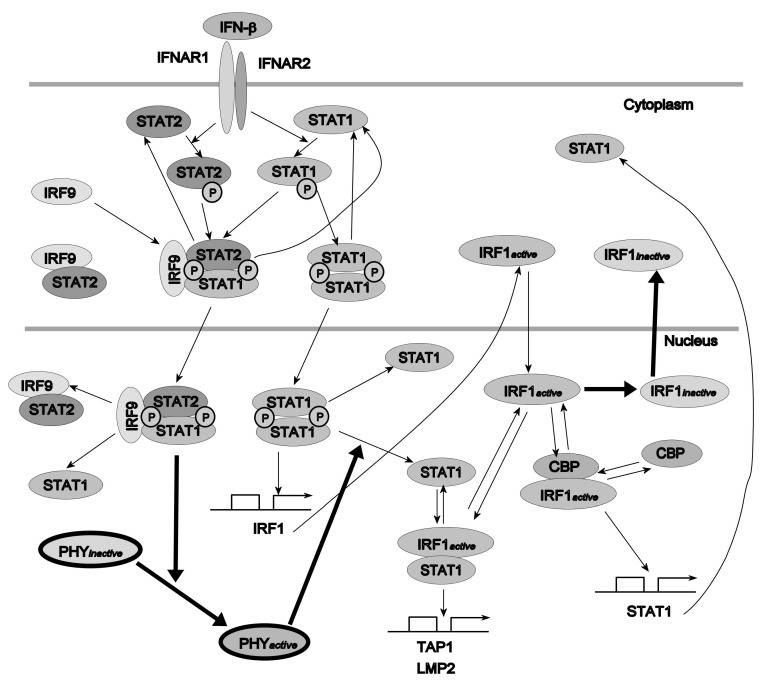 IFN-β
IFNAR1
IFNAR2
Cytoplasm
STAT2
STAT1
STAT1
STAT2
P
STAT1
P
IRF9
IRF9
STAT2
IRF9
STAT2
P
P
STAT1
STAT1
P
P
STAT1
IRF1active
IRF1inactive
Nucleus
IRF9
STAT2
IRF9
STAT2
P
P
STAT1
STAT1
P
P
STAT1
STAT1
IRF1active
IRF1inactive
STAT1
STAT1
CBP
CBP
IRF1active
IRF1
PHYinactive
IRF1active
STAT1
STAT1
PHYactive
TAP1
LMP2